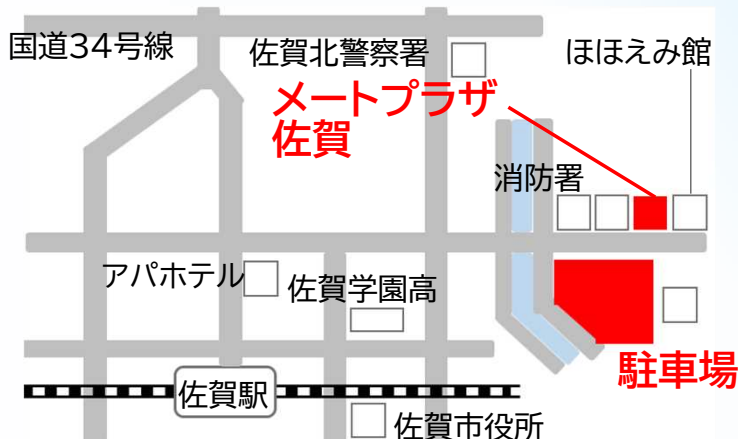 国道34号線
佐賀北警察署
ほほえみ館
メートプラザ
佐賀
消防署
アパホテル
佐賀学園高
駐車場
佐賀駅
佐賀市役所